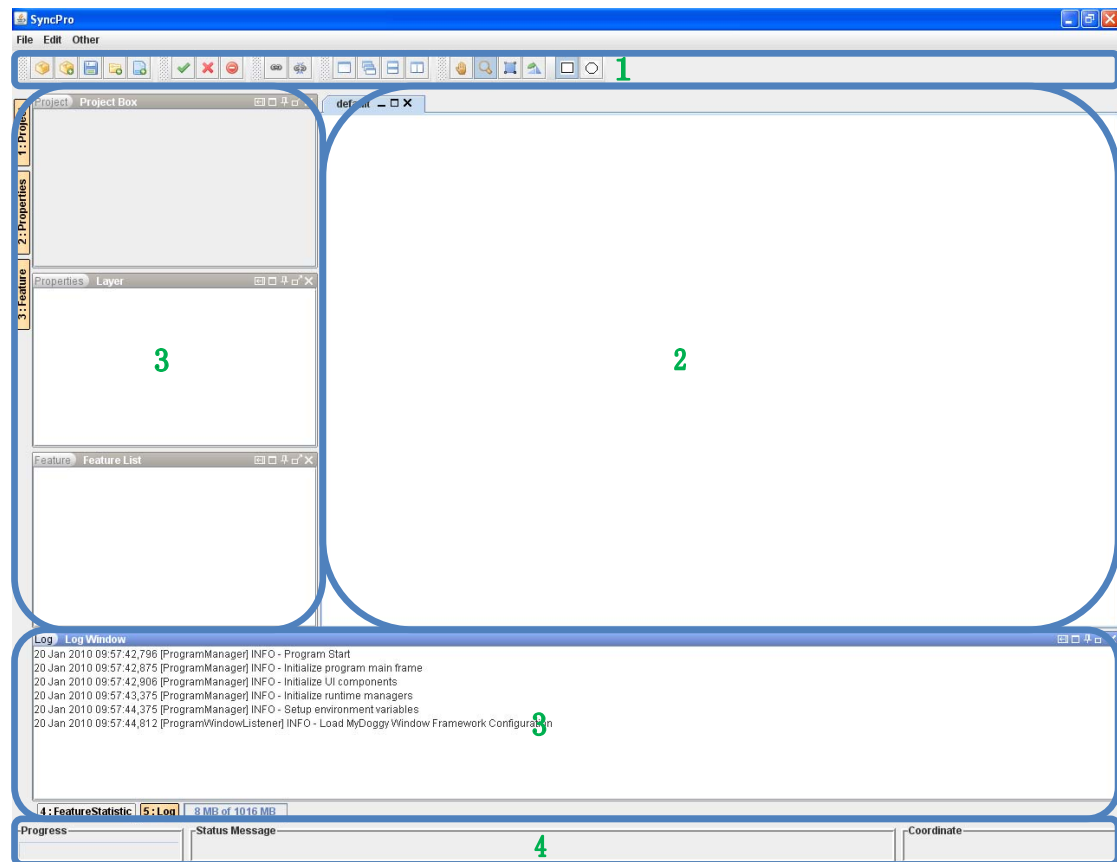 SyncPro
File Edit Other
1
1 : Project
2 : Properties
3 : Feature
Project Project Box
default
Properties Layer
3
2
Feature Feature List
Log Log Window
20 Jan 2010 09:57:42,796 [ProgramManager] INFO - Program Start
20 Jan 2010 09:57:42,875 [ProgramManager] INFO - Initialize program main frame
20 Jan 2010 09:57:42,906 [ProgramManager] INFO - Initialize UI components
20 Jan 2010 09:57:43,375 [ProgramManager] INFO - Initialize runtime managers
20 Jan 2010 09:57:44,375 [ProgramManager] INFO - Setup environment variables
20 Jan 2010 09:57:44,812 [ProgramWindowListener] INFO - Load MyDoggy Window Framework Configuration
3
4 : FeatureStatistic 5 : Log 8 MB of 1016 MB
Progress Status Message Coordinate
4